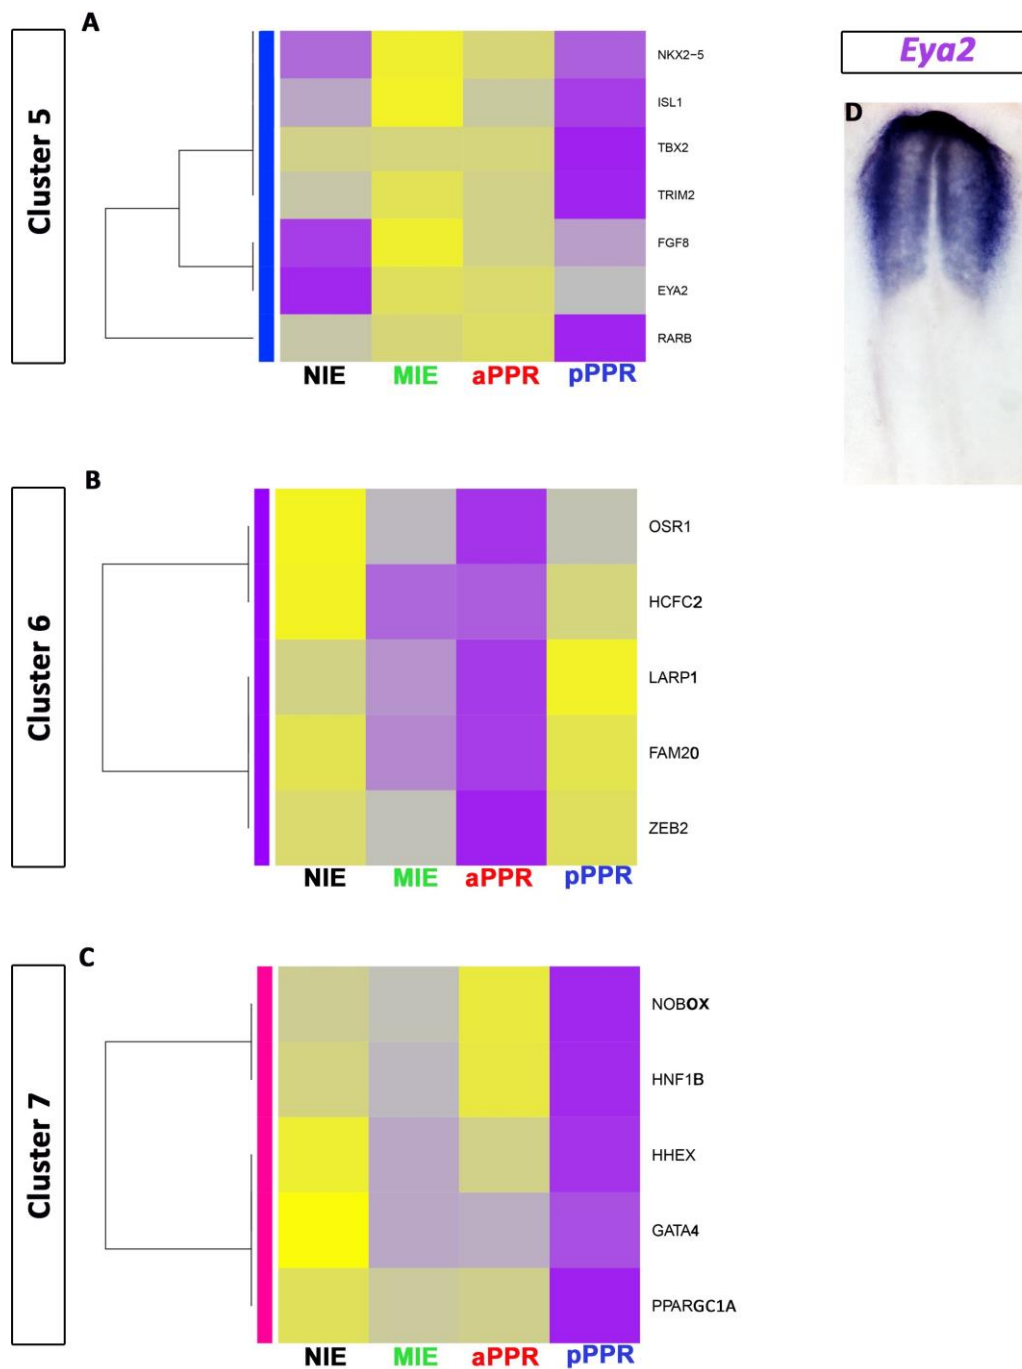 A
Cluster 5
NKX2-5
ISL1
TBX2
TRIM2
FGF8
EYA2
RARB
NIE MIE aPPR pPPR
Eya2
D
B
Cluster 6
OSR1
HCFC2
LARP1
FAM20
ZEB2
NIE MIE aPPR pPPR
C
Cluster 7
NOBOX
HNF1B
HHEX
GATA4
PPARGC1A
NIE MIE aPPR pPPR